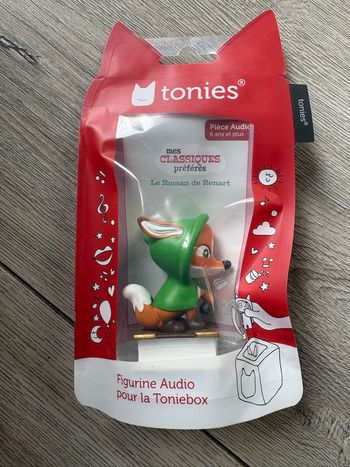 tonies®
tonies®
Pièce Audio
6 ans et plus
mes
CLASSIQUES
préférés
Le Roman de Renart
Figurine Audio
pour la Toniebox